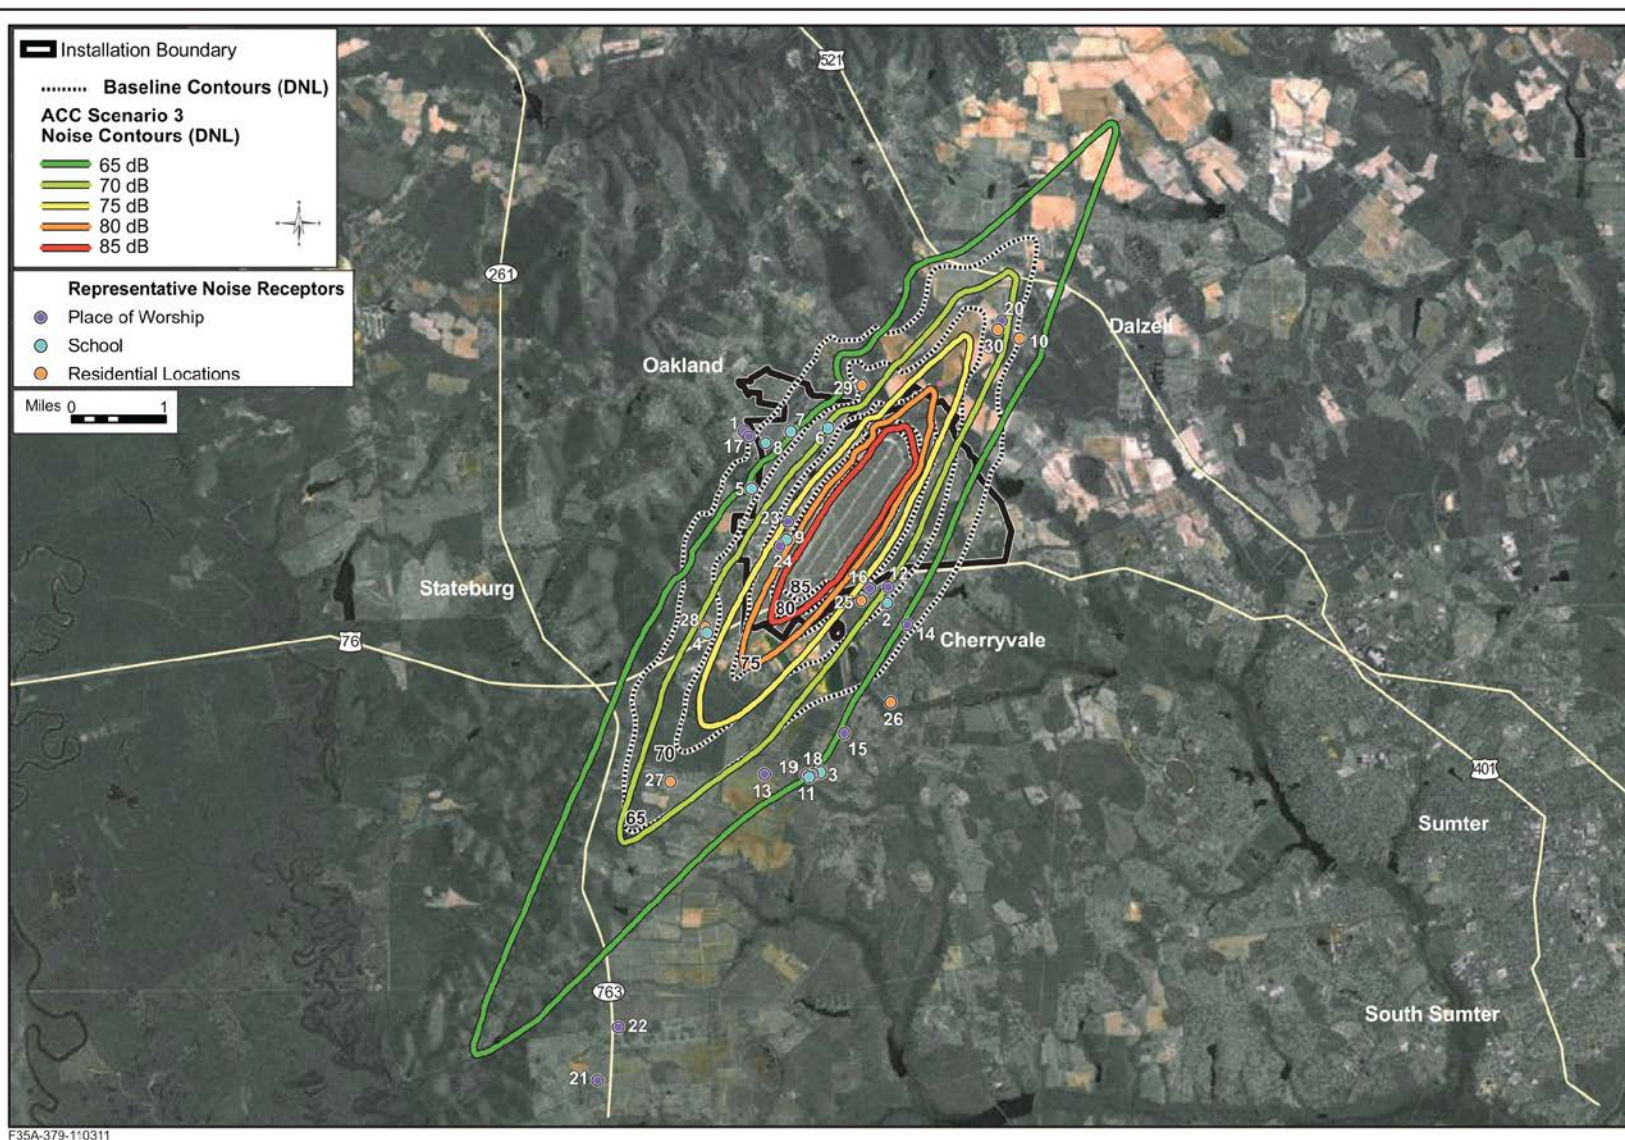 Installation Boundary
Baseline Contours (DNL)
ACC Scenario 3
Noise Contours (DNL)
65 dB
70 dB
75 dB
80 dB
85 dB
Representative Noise Receptors
Place of Worship
School
Residential Locations
Miles 0 1
521
261
Dalzell
20
30
10
Oakland
29
1
17
7
8
6
5
23
9
24
Stateburg
85
80
16
12
25
2
28
4
14
Cherryvale
76
75
26
70
15
27
19
18
3
13
11
65
401
Sumter
763
22
21
South Sumter
F35A-379-110311